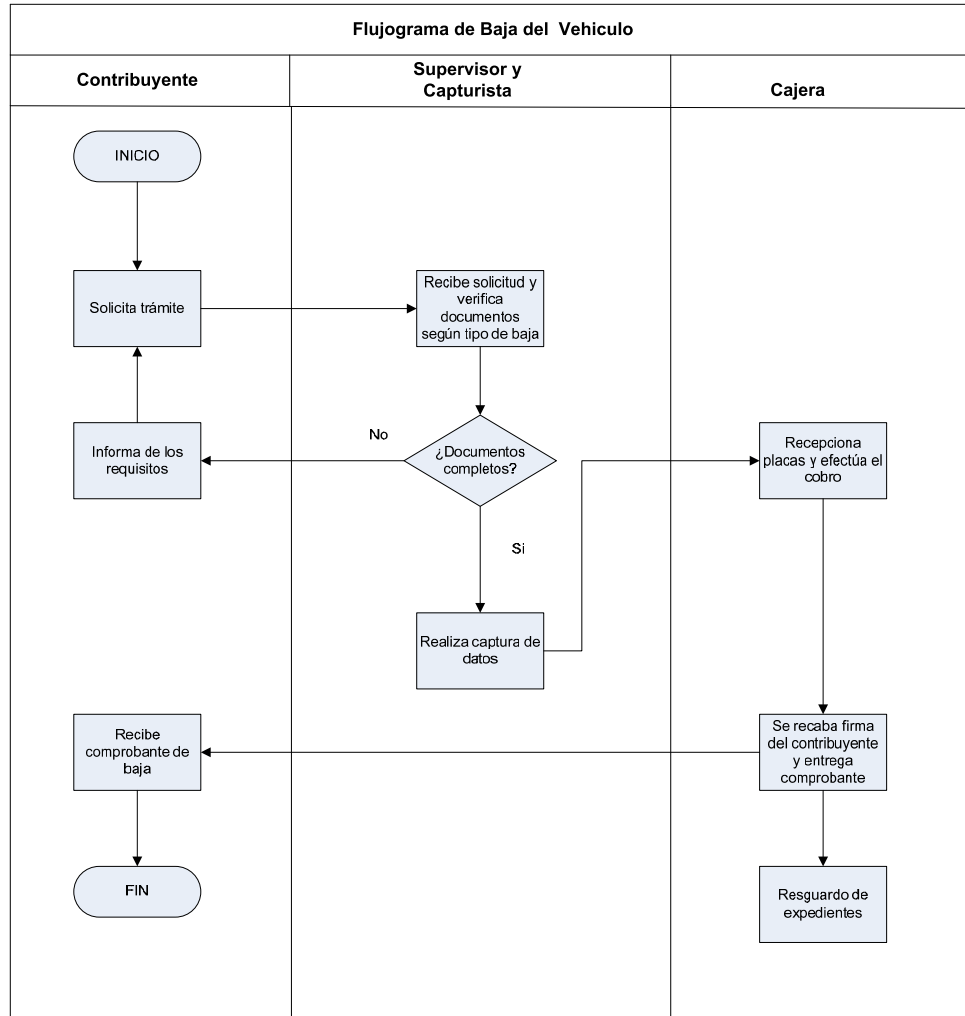 Flujograma de Baja del Vehiculo
Contribuyente
Supervisor y
Capturista
Cajera
INICIO
Solicita trámite
Recibe solicitud y
verifica
documentos
según tipo de baja
Informa de los
requisitos
No
¿Documentos
completos?
Recepciona
placas y efectúa el
cobro
Si
Realiza captura de
datos
Recibe
comprobante de
baja
Se recaba firma
del contribuyente
y entrega
comprobante
FIN
Resguardo de
expedientes